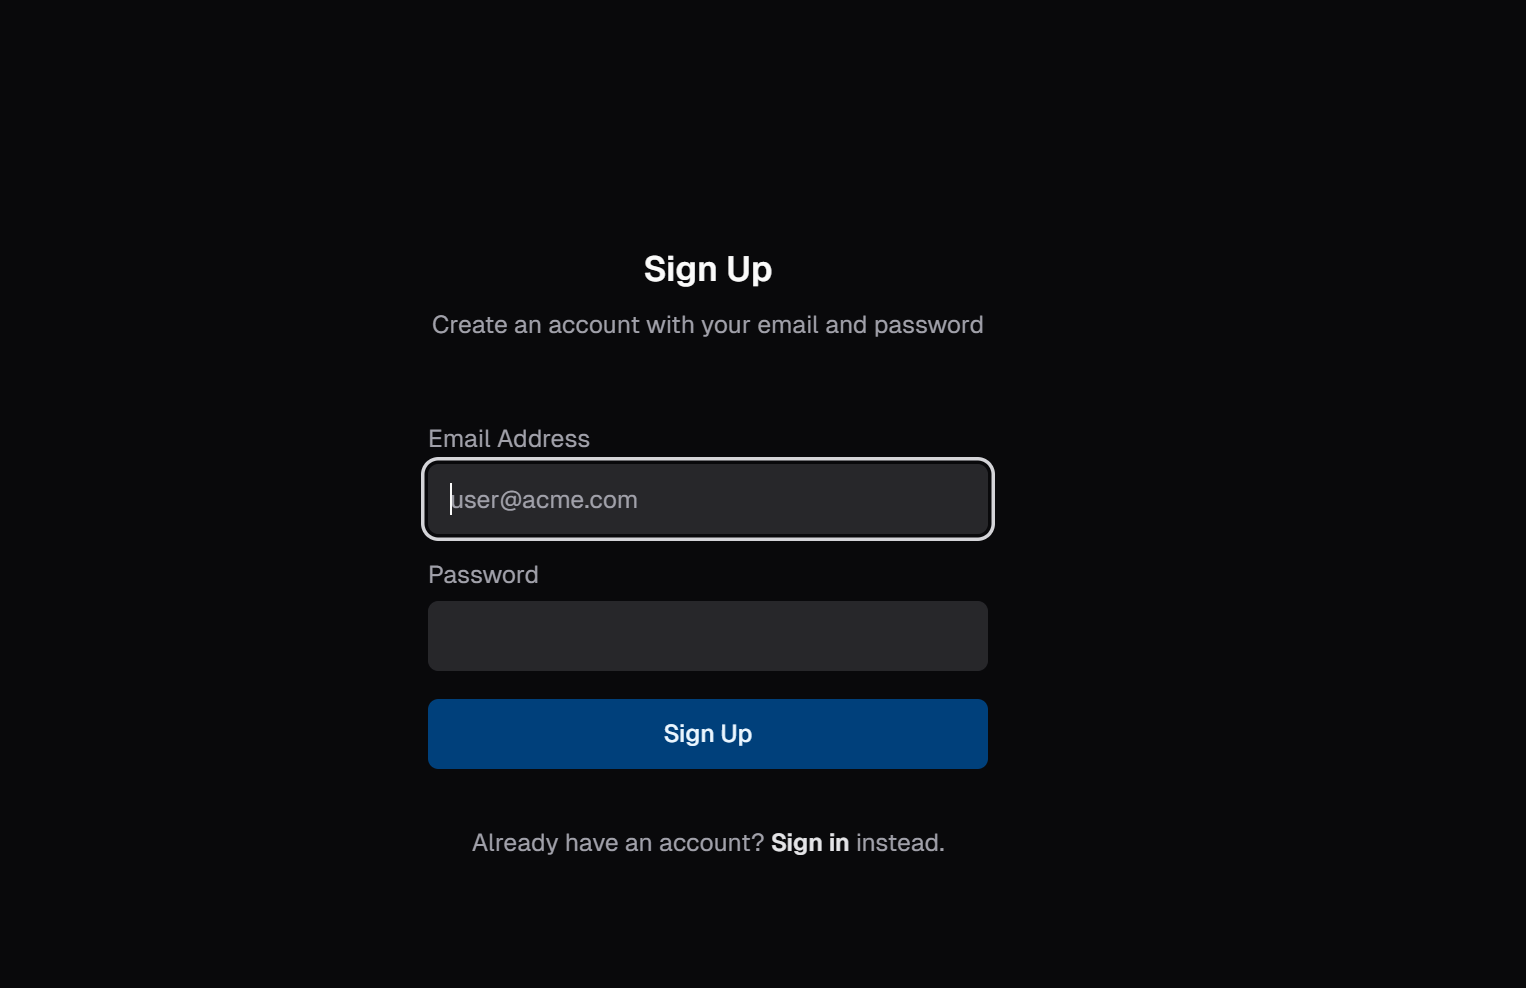 Sign Up
Create an account with your email and password
Email Address
user@acme.com
Password
Sign Up
Already have an account? Sign in instead.